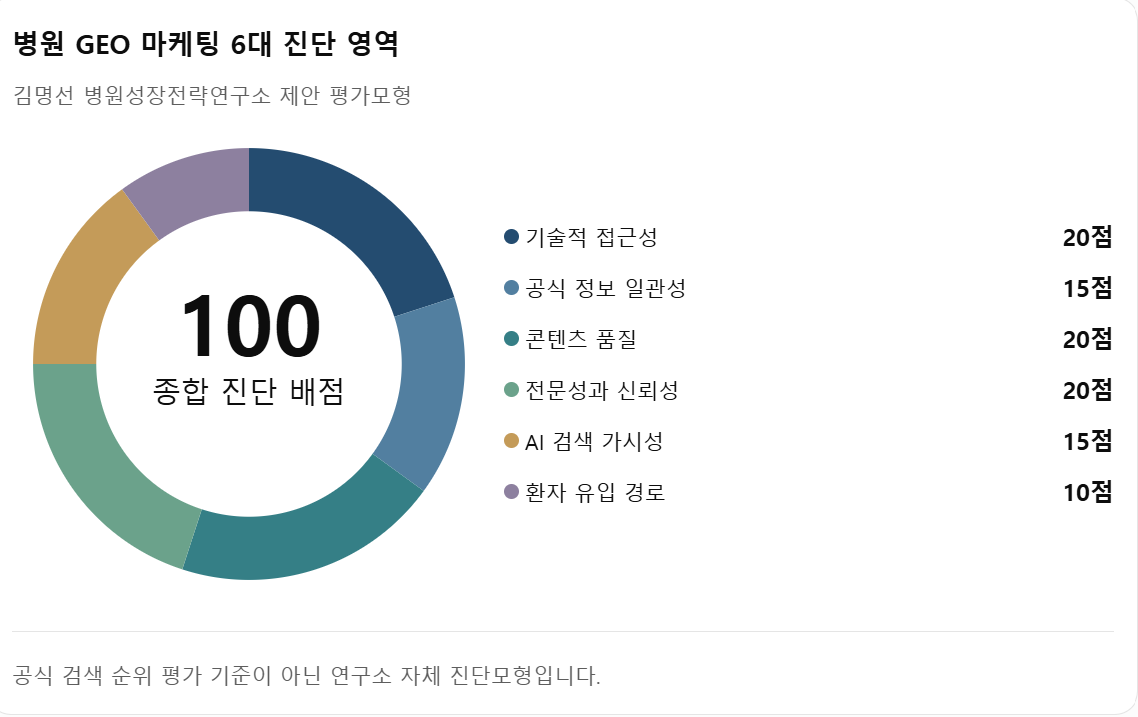 병원 GEO 마케팅 6대 진단 영역
김명선 병원성장전략연구소 제안 평가모형
100
종합 진단 배점
기술적 접근성 20점
공식 정보 일관성 15점
콘텐츠 품질 20점
전문성과 신뢰성 20점
AI 검색 가시성 15점
환자 유입 경로 10점
공식 검색 순위 평가 기준이 아닌 연구소 자체 진단모형입니다.